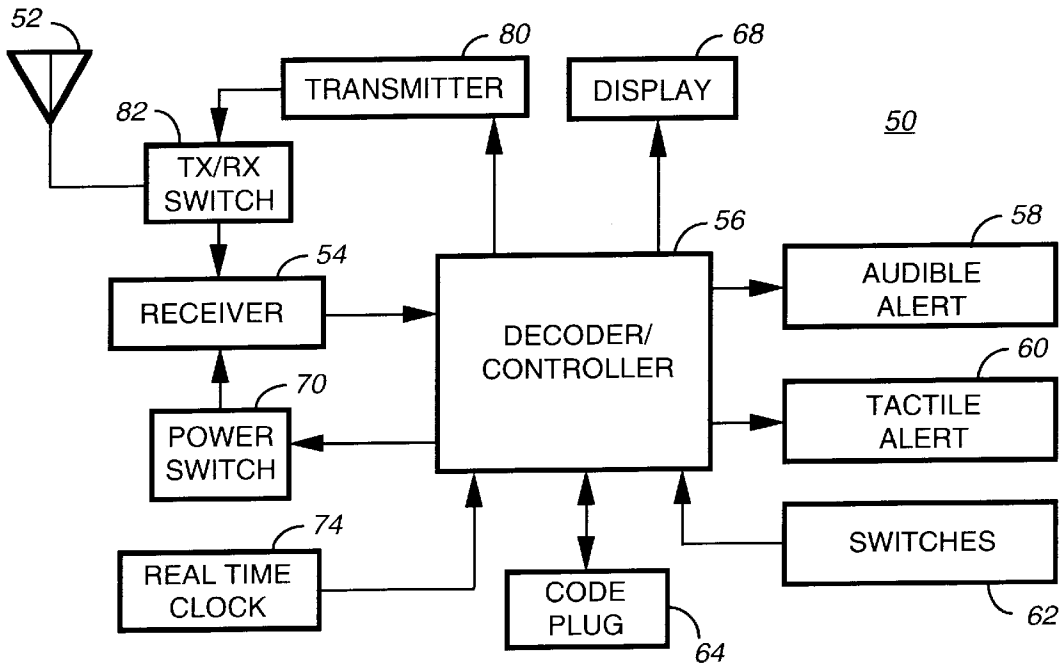 52
80
68
TRANSMITTER
DISPLAY
50
82
TX/RX
SWITCH
56
58
54
AUDIBLE
ALERT
RECEIVER
DECODER/
CONTROLLER
60
70
TACTILE
ALERT
POWER
SWITCH
74
SWITCHES
REAL TIME
CLOCK
CODE
PLUG
62
64